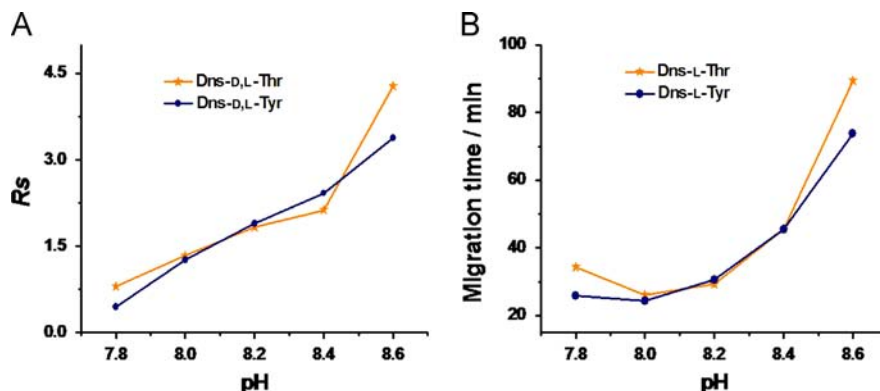 A
B
Rs
4.5
3.0
1.5
0.0
Dns-D,L-Thr
Dns-D,L-Tyr
7.8 8.0 8.2 8.4 8.6
pH
Migration time / min
100
80
60
40
20
Dns-L-Thr
Dns-L-Tyr
7.8 8.0 8.2 8.4 8.6
pH